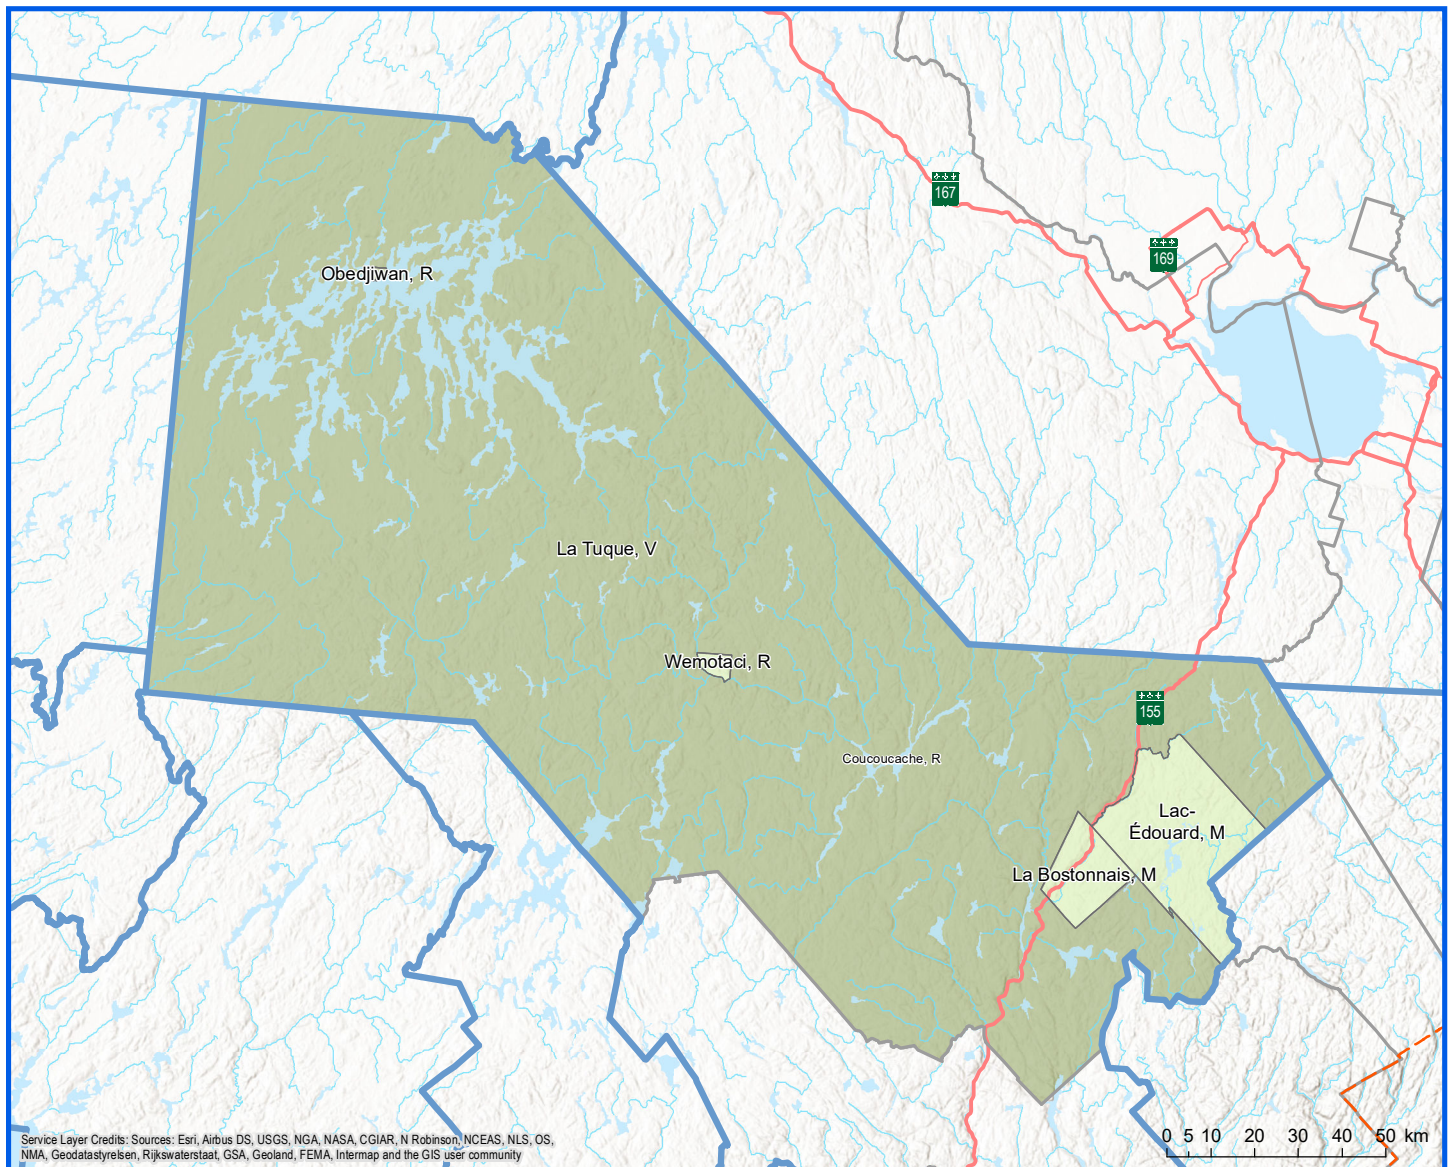 167
169
Obedjiwan, R
La Tuque, V
Wemotaci, R
155
Coucoucache, R
Lac-
Édouard, M
La Bostonnais, M
0 5 10 20 30 40 50 km
Service Layer Credits: Sources: Esri, Airbus DS, USGS, NGA, NASA, CGIAR, N Robinson, NCEAS, NLS, OS,
NMA, Geodatastyrelsen, Rijkswaterstaat, GSA, Geoland, FEMA, Intermap and the GIS user community